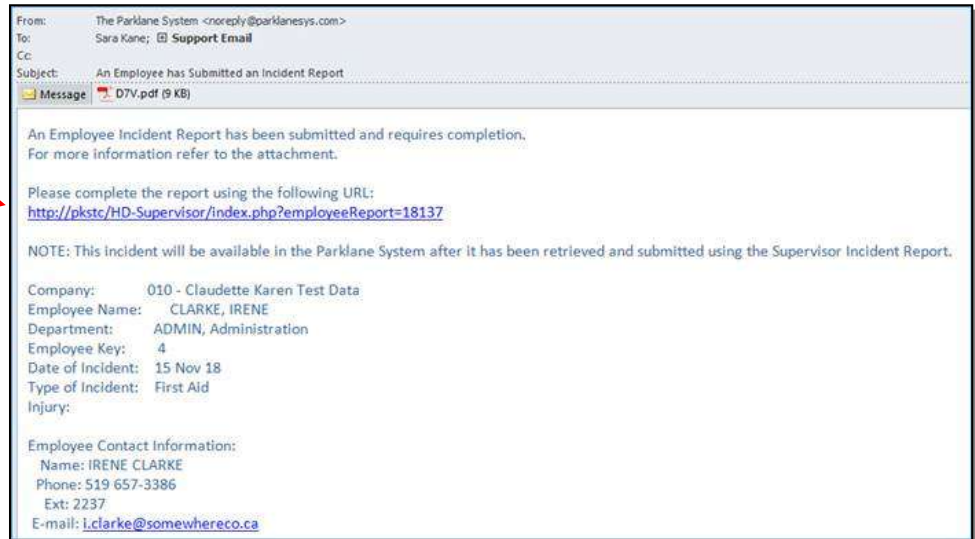 From: The Parklane System <noreply@parklanesys.com>
To: Sara Kane; Support Email
Cc:
Subject: An Employee has Submitted an Incident Report
Message D7V.pdf (9 KB)
An Employee Incident Report has been submitted and requires completion.
For more information refer to the attachment.
Please complete the report using the following URL:
http://pkstc/HD-Supervisor/index.php?employeeReport=18137
NOTE: This incident will be available in the Parklane System after it has been retrieved and submitted using the Supervisor Incident Report.
Company: 010 - Claudette Karen Test Data
Employee Name: CLARKE, IRENE
Department: ADMIN, Administration
Employee Key: 4
Date of Incident: 15 Nov 18
Type of Incident: First Aid
Injury:
Employee Contact Information:
Name: IRENE CLARKE
Phone: 519 657-3386
Ext: 2237
E-mail: i.clarke@somewhereco.ca